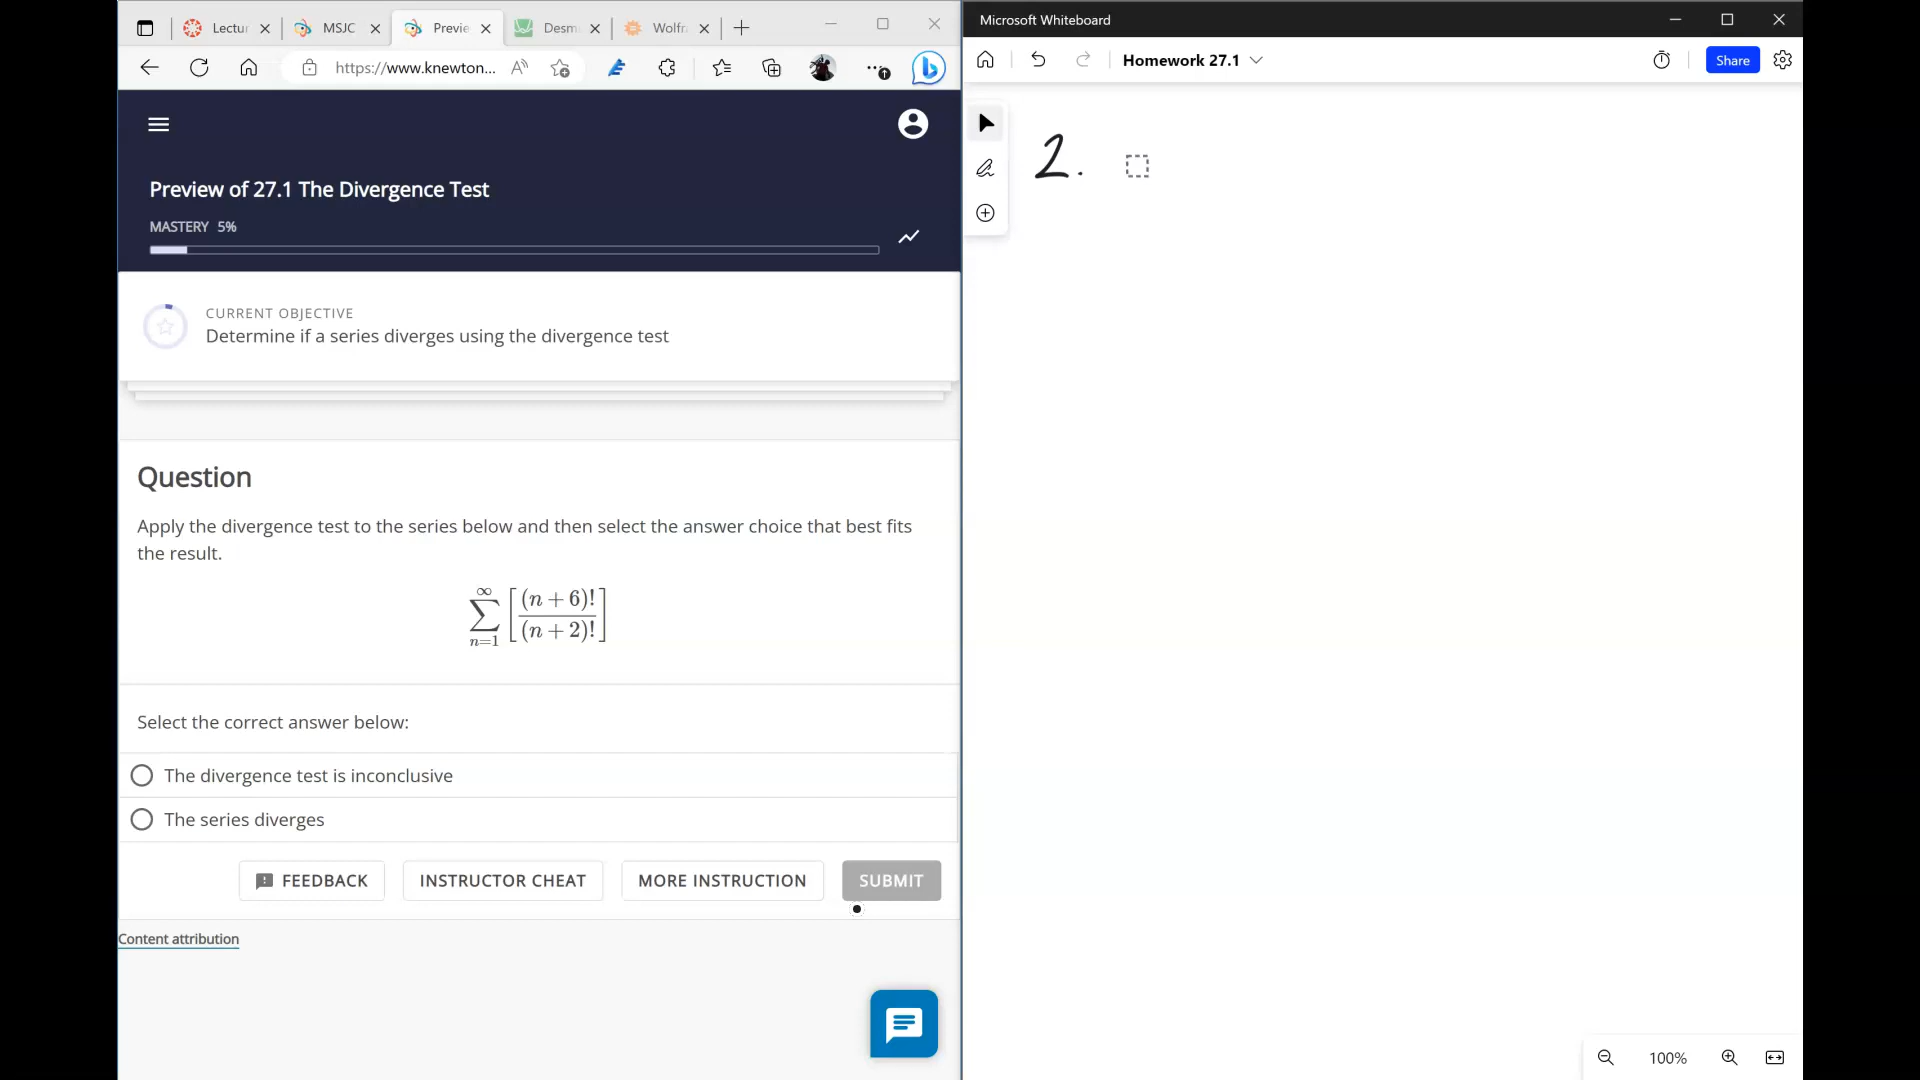 Lectur
MSJC
Previe
Desm
Wolfr
https://www.knewton...
Preview of 27.1 The Divergence Test
MASTERY 5%
CURRENT OBJECTIVE
Determine if a series diverges using the divergence test
Question
Apply the divergence test to the series below and then select the answer choice that best fits
the result.
∞
∑ [(n + 6)! / (n + 2)!]
n=1
Select the correct answer below:
The divergence test is inconclusive
The series diverges
FEEDBACK
INSTRUCTOR CHEAT
MORE INSTRUCTION
SUBMIT
Content attribution
Microsoft Whiteboard
Homework 27.1
Share
2.
100%